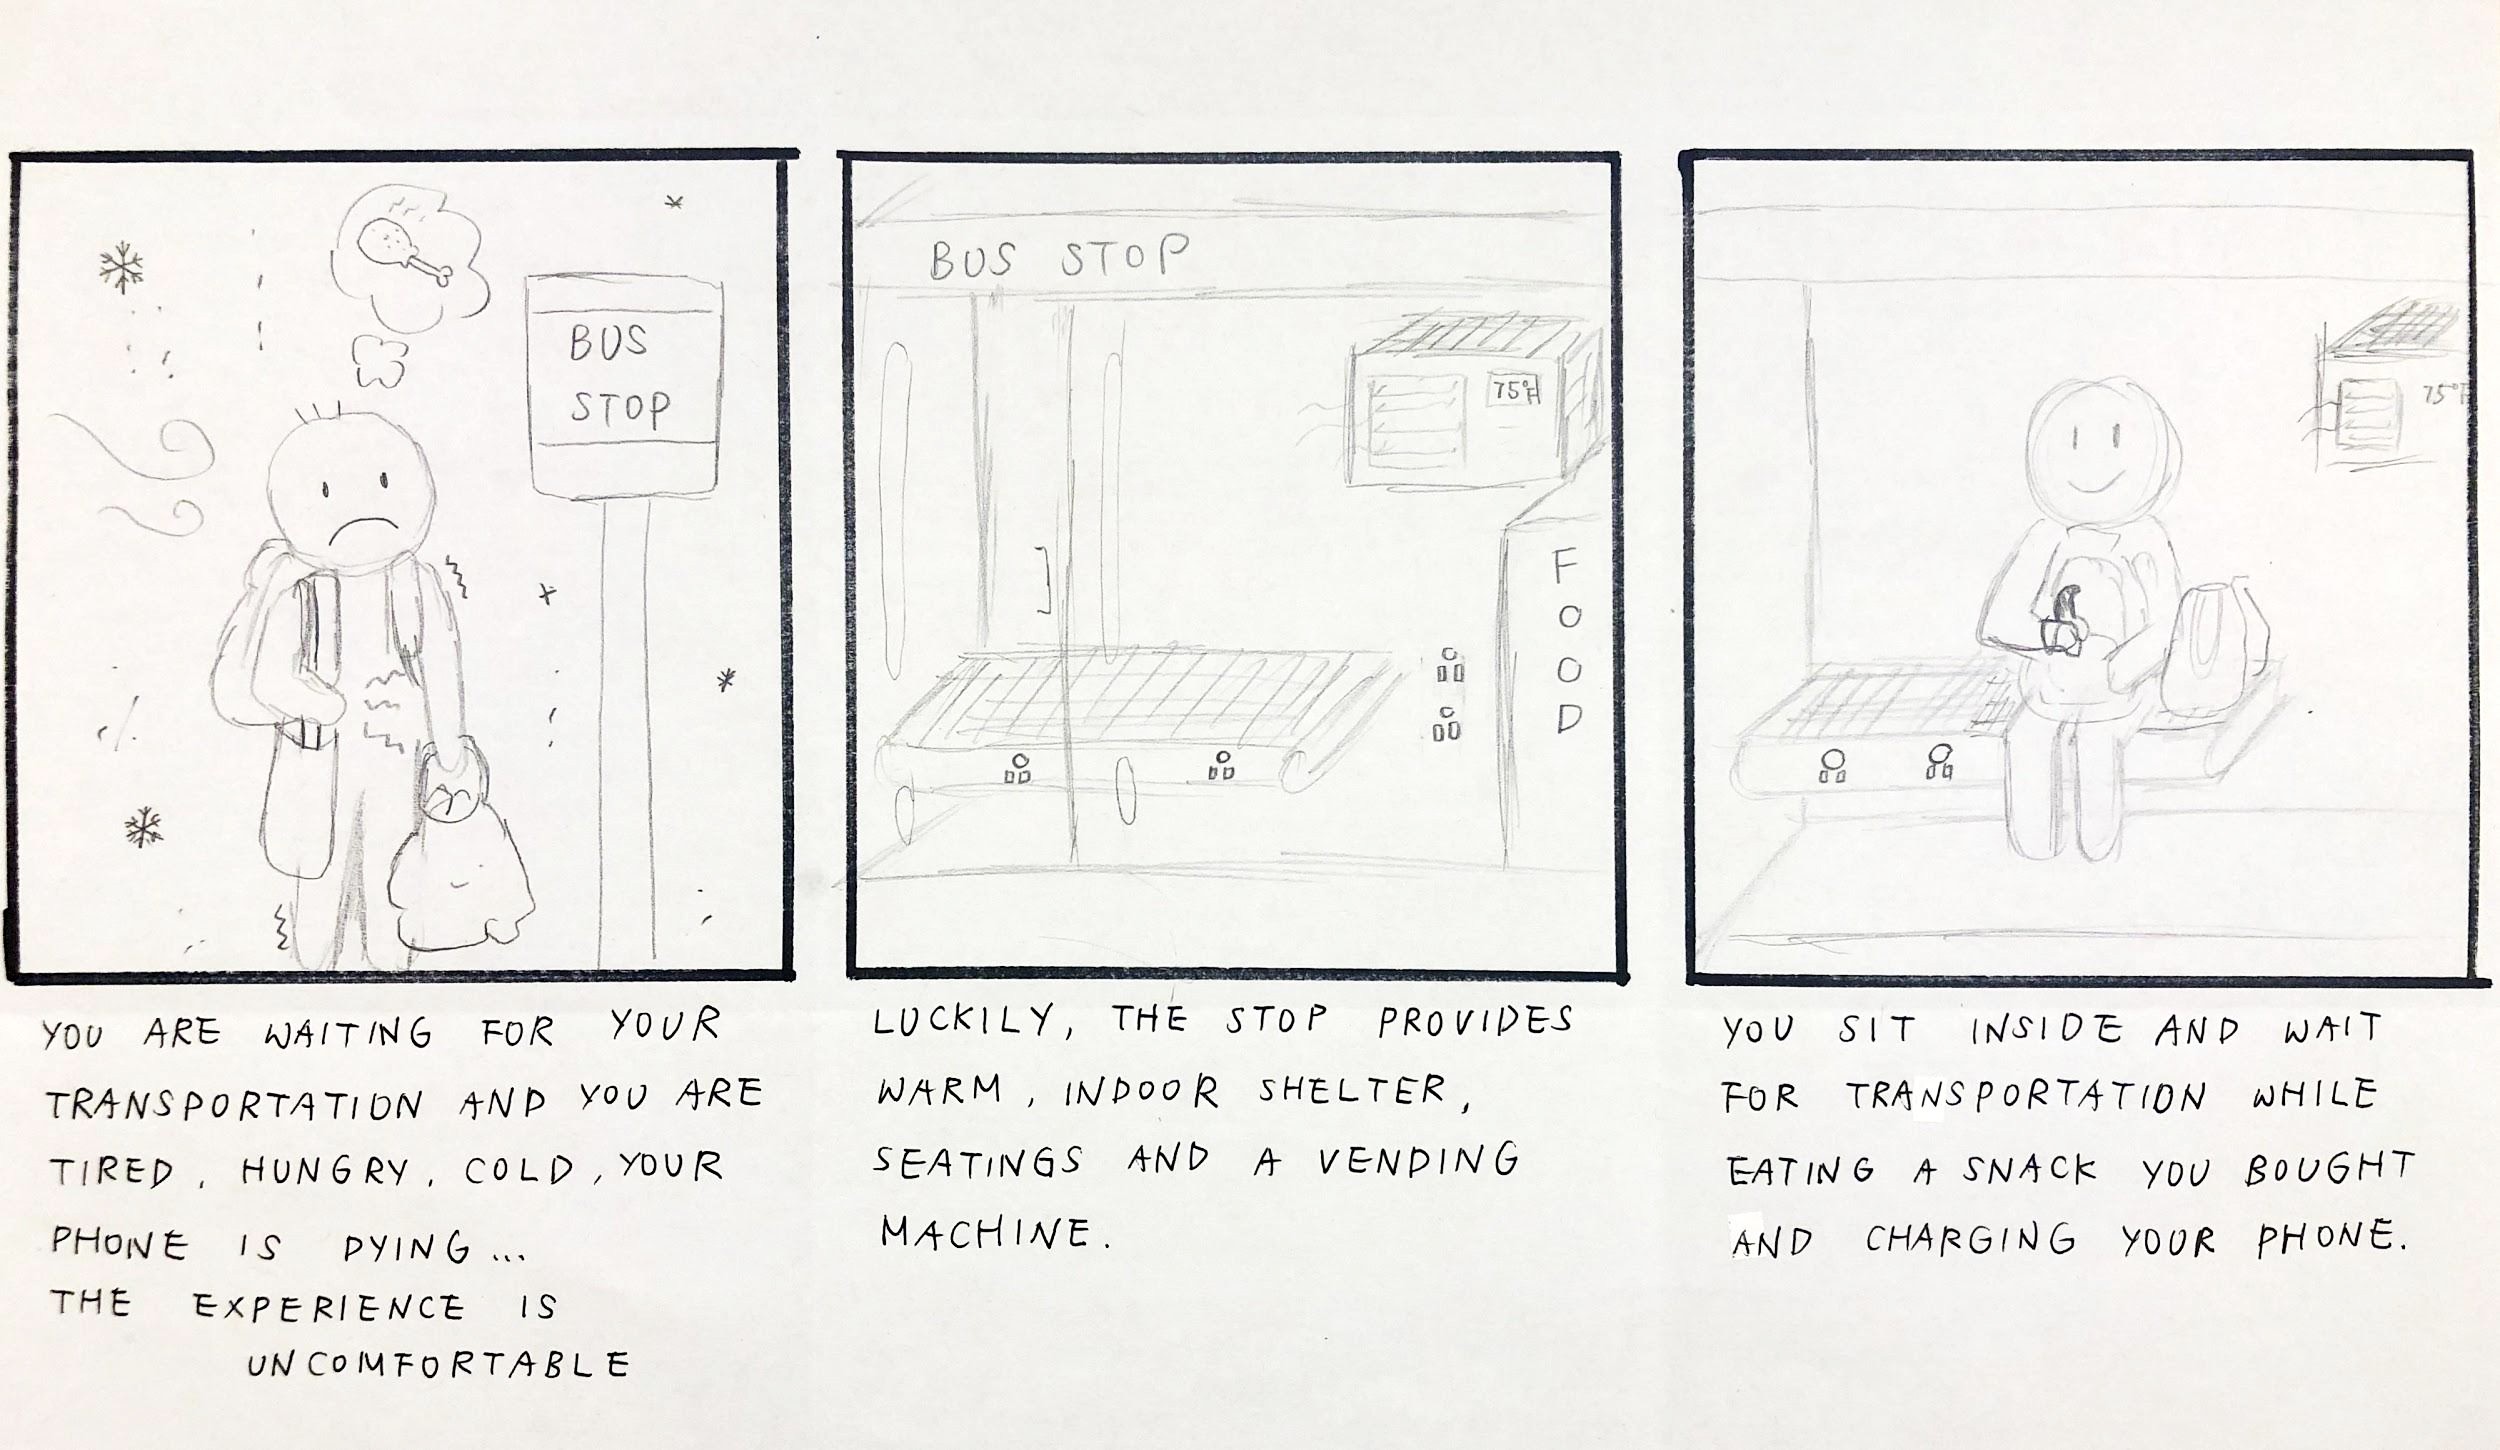 BUS
STOP
YOU ARE WAITING FOR YOUR
TRANSPORTATION AND YOU ARE
TIRED, HUNGRY, COLD, YOUR
PHONE IS DYING...
THE EXPERIENCE IS
UNCOMFORTABLE
BUS STOP
75°F
FOOD
LUCKILY, THE STOP PROVIDES
WARM, INDOOR SHELTER,
SEATINGS AND A VENDING
MACHINE.
75°F
YOU SIT INSIDE AND WAIT
FOR TRANSPORTATION WHILE
EATING A SNACK YOU BOUGHT
AND CHARGING YOUR PHONE.